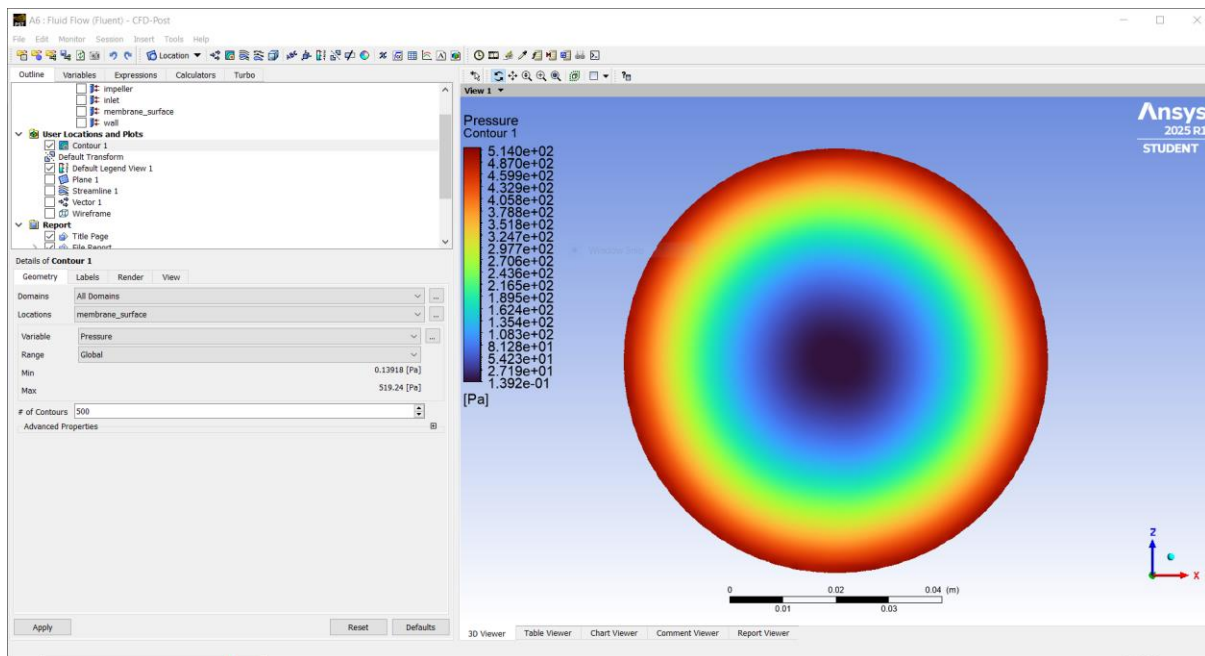 A6 : Fluid Flow (Fluent) - CFD-Post
File Edit Monitor Session Insert Tools Help
Location
Outline Variables Expressions Calculators Turbo
impeller
inlet
membrane_surface
wall
User Locations and Plots
Contour 1
Default Transform
Default Legend View 1
Plane 1
Streamline 1
Vector 1
Wireframe
Report
Title Page
File Report
Details of Contour 1
Geometry Labels Render View
Domains All Domains ...
Locations membrane_surface ...
Variable Pressure ...
Range Global
Min 0.13918 [Pa]
Max 519.24 [Pa]
# of Contours 500
Advanced Properties
Apply Reset Defaults
View 1
Pressure
Contour 1
5.140e+02
4.870e+02
4.599e+02
4.329e+02
4.058e+02
3.788e+02
3.518e+02
3.247e+02
2.977e+02
2.706e+02
2.436e+02
2.165e+02
1.895e+02
1.624e+02
1.354e+02
1.083e+02
8.128e+01
5.423e+01
2.719e+01
1.392e-01
[Pa]
Ansys
2025 R1
STUDENT
Z
X
0 0.02 0.04 (m)
0.01 0.03
3D Viewer Table Viewer Chart Viewer Comment Viewer Report Viewer